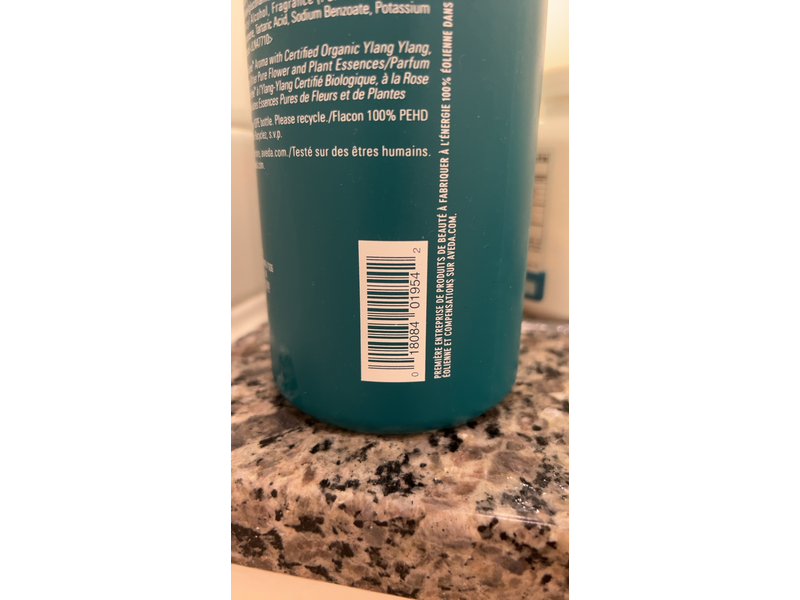 Alcohol, Fragrance
Tartaric Acid, Sodium Benzoate, Potassium
Aroma with Certified Organic Ylang Ylang,
Pure Flower and Plant Essences/Parfum
Ylang-Ylang Certifié Biologique, à la Rose
Essences Pures de Fleurs et de Plantes
bottle. Please recycle./Flacon 100% PEHD
s.v.p.
aveda.com./Testé sur des êtres humains.
PREMIÈRE ENTREPRISE DE PRODUITS DE BEAUTÉ À FABRIQUER À L'ÉNERGIE 100% ÉOLIENNE DANS
ÉOLIENNE ET COMPENSATIONS SUR AVEDA.COM.
0 18084 01954 2